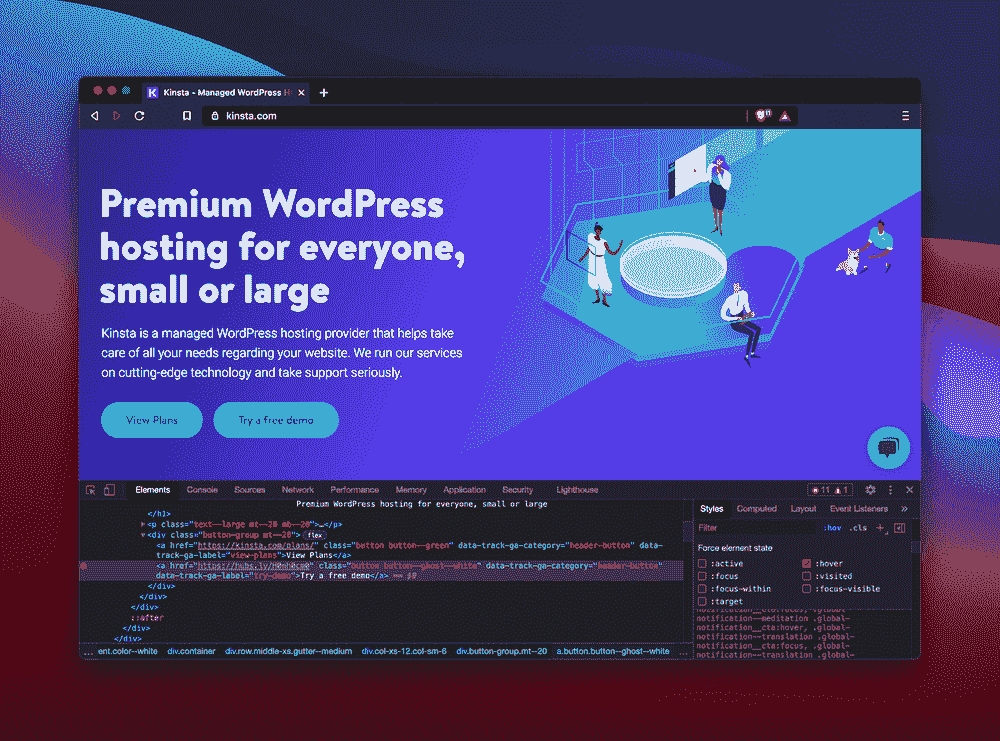 Kinsta - Managed WordPress H
kinsta.com
Premium WordPress
hosting for everyone,
small or large
Kinsta is a managed WordPress hosting provider that helps take
care of all your needs regarding your website. We run our services
on cutting-edge technology and take support seriously.
View Plans
Try a free demo
Elements Console Sources Network Performance Memory Application Security Lighthouse
11 1
Premium WordPress hosting for everyone, small or large
</h1>
<p class="text--large mt--20 mb--20">…</p>
<div class="button-group mt--20"> flex
<a href="https://kinsta.com/plans/" class="button button--green" data-track-ga-category="header-button" data-
track-ga-label="view-plans">View Plans</a>
<a href="https://hubs.ly/ class="button button--ghost--white" data-track-ga-category="header-button"
data-track-ga-label="try-demo">Try a free demo</a> == $0
</div>
</div>
</div>
::after
</div>
</div>
... ent.color--white div.container div.row.middle-xs.gutter--medium div.col-xs-12.col-sm-6 div.button-group.mt--20 a.button.button--ghost--white ...
Styles Computed Layout Event Listeners »
Filter :hov .cls +
Force element state
:active :hover
:focus :visited
:focus-within :focus-visible
:target
notification__cta:focus, .global-
notification--meditation .global-
notification__cta:hover, .global-
notification--translation .global-
notification__cta:focus, .global-
notification--translation .global-